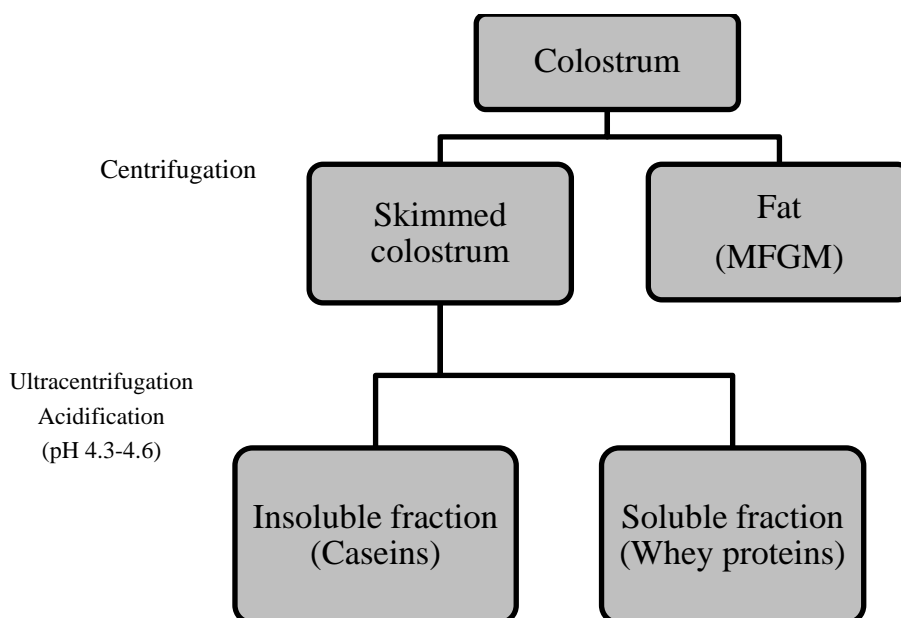 Colostrum
Centrifugation
Skimmed
colostrum
Fat
(MFGM)
Ultracentrifugation
Acidification
(pH 4.3-4.6)
Insoluble fraction
(Caseins)
Soluble fraction
(Whey proteins)